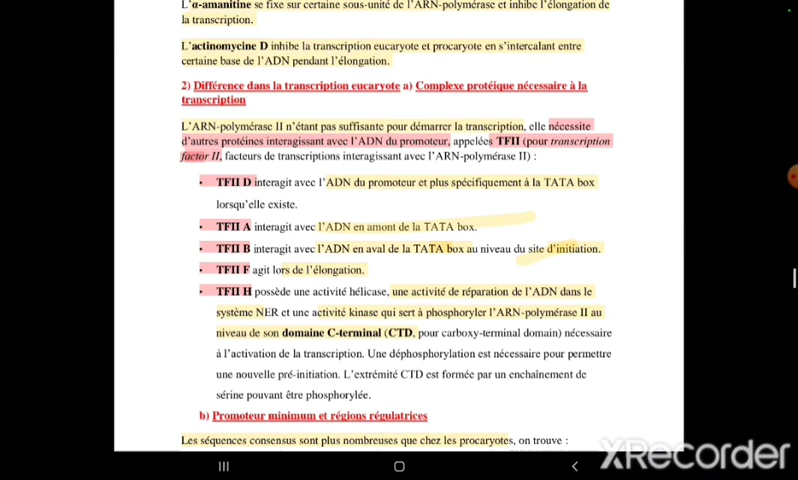 L'α-amanitine se fixe sur certaine sous-unité de l'ARN-polymérase et inhibe l'élongation de
la transcription.
L'actinomycine D inhibe la transcription eucaryote et procaryote en s'intercalant entre
certaine base de l'ADN pendant l'élongation.
2) Différence dans la transcription eucaryote a) Complexe protéique nécessaire à la
transcription
L'ARN-polymérase II n'étant pas suffisante pour démarrer la transcription, elle nécessite
d'autres protéines interagissant avec l'ADN du promoteur, appelées TFII (pour transcription
factor II, facteurs de transcriptions interagissant avec l'ARN-polymérase II) :
• TFII D interagit avec l'ADN du promoteur et plus spécifiquement à la TATA box
lorsqu'elle existe.
• TFII A interagit avec l'ADN en amont de la TATA box.
• TFII B interagit avec l'ADN en aval de la TATA box au niveau du site d'initiation.
• TFII F agit lors de l'élongation.
• TFII H possède une activité hélicase, une activité de réparation de l'ADN dans le
système NER et une activité kinase qui sert à phosphoryler l'ARN-polymérase II au
niveau de son domaine C-terminal (CTD, pour carboxy-terminal domain) nécessaire
à l'activation de la transcription. Une déphosphorylation est nécessaire pour permettre
une nouvelle pré-initiation. L'extrémité CTD est formée par un enchaînement de
sérine pouvant être phosphorylée.
b) Promoteur minimum et régions régulatrices
Les séquences consensus sont plus nombreuses que chez les procaryotes, on trouve :
XRecorder